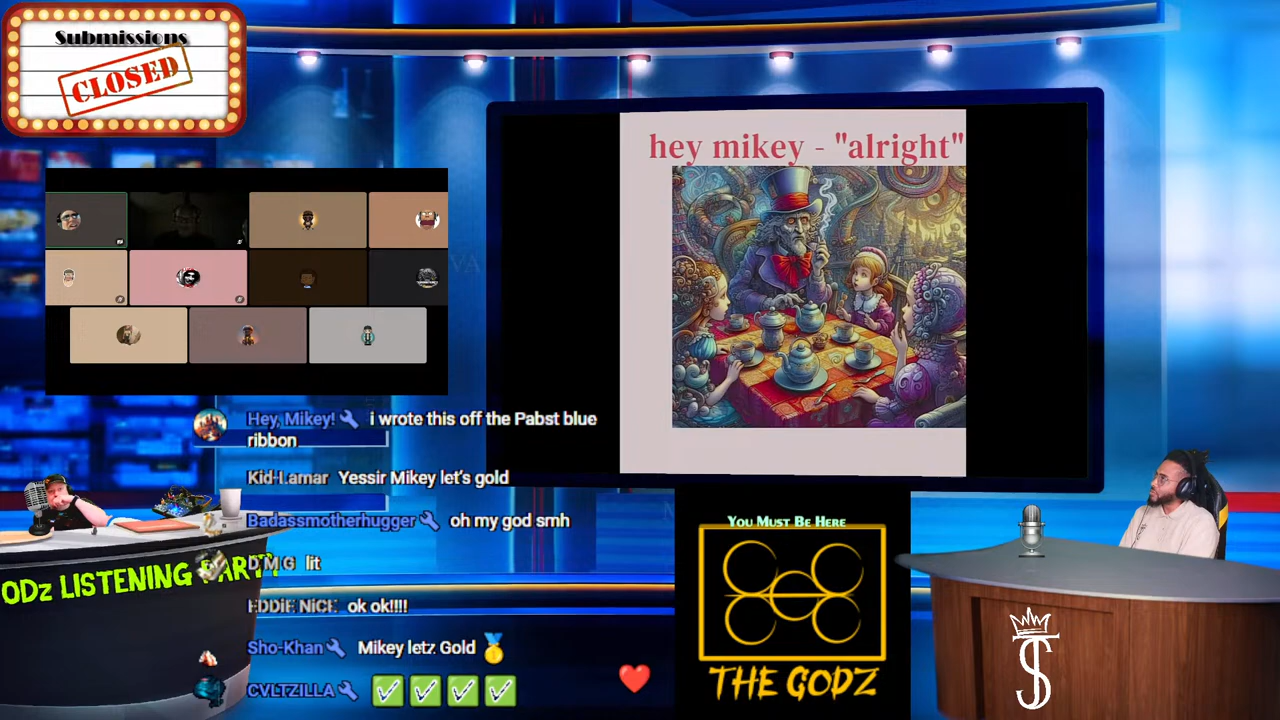 Submissions
CLOSED
hey mikey - "alright"
Hey, Mikey! i wrote this off the Pabst blue
ribbon
Kid-Lamar Yessir Mikey let's gold
Badassmotherhugger oh my god smh
D M G lit
EDDIE NiCE ok ok!!!!
Sho-Khan Mikey letz Gold
CVLTZILLA
ODz LISTENING PARTY
You Must Be Here
THE GODZ